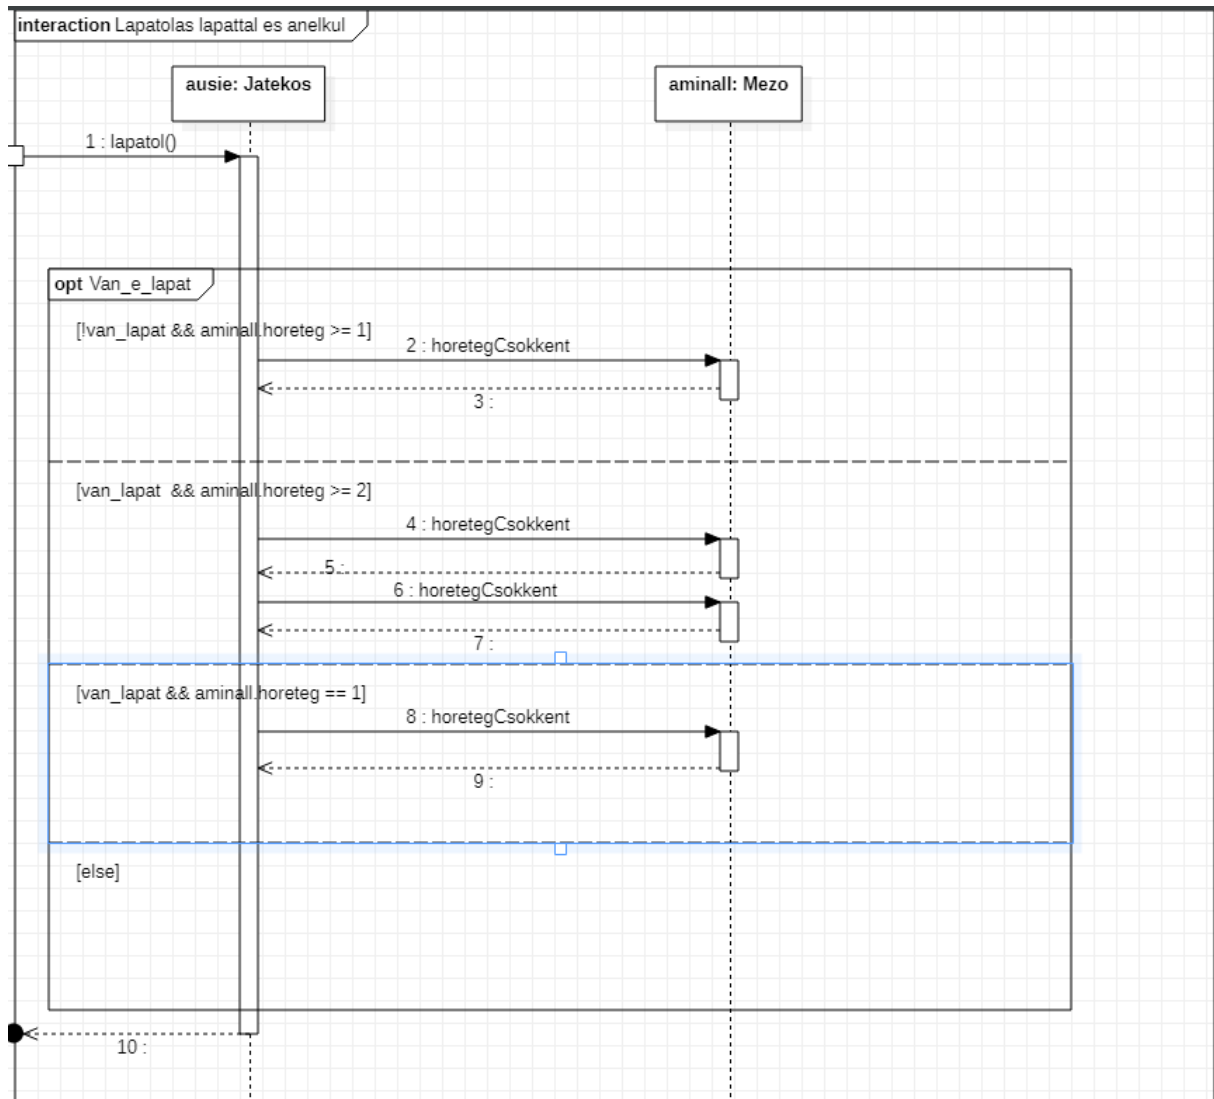 interaction Lapatolas lapattal es anelkul
ausie: Jatekos
aminall: Mezo
1 : lapatol()
opt Van_e_lapat
[!van_lapat && aminall.horeteg >= 1]
2 : horetegCsokkent
3 :
[van_lapat  && aminall.horeteg >= 2]
4 : horetegCsokkent
5 :
6 : horetegCsokkent
7 :
[van_lapat && aminall.horeteg == 1]
8 : horetegCsokkent
9 :
[else]
10 :